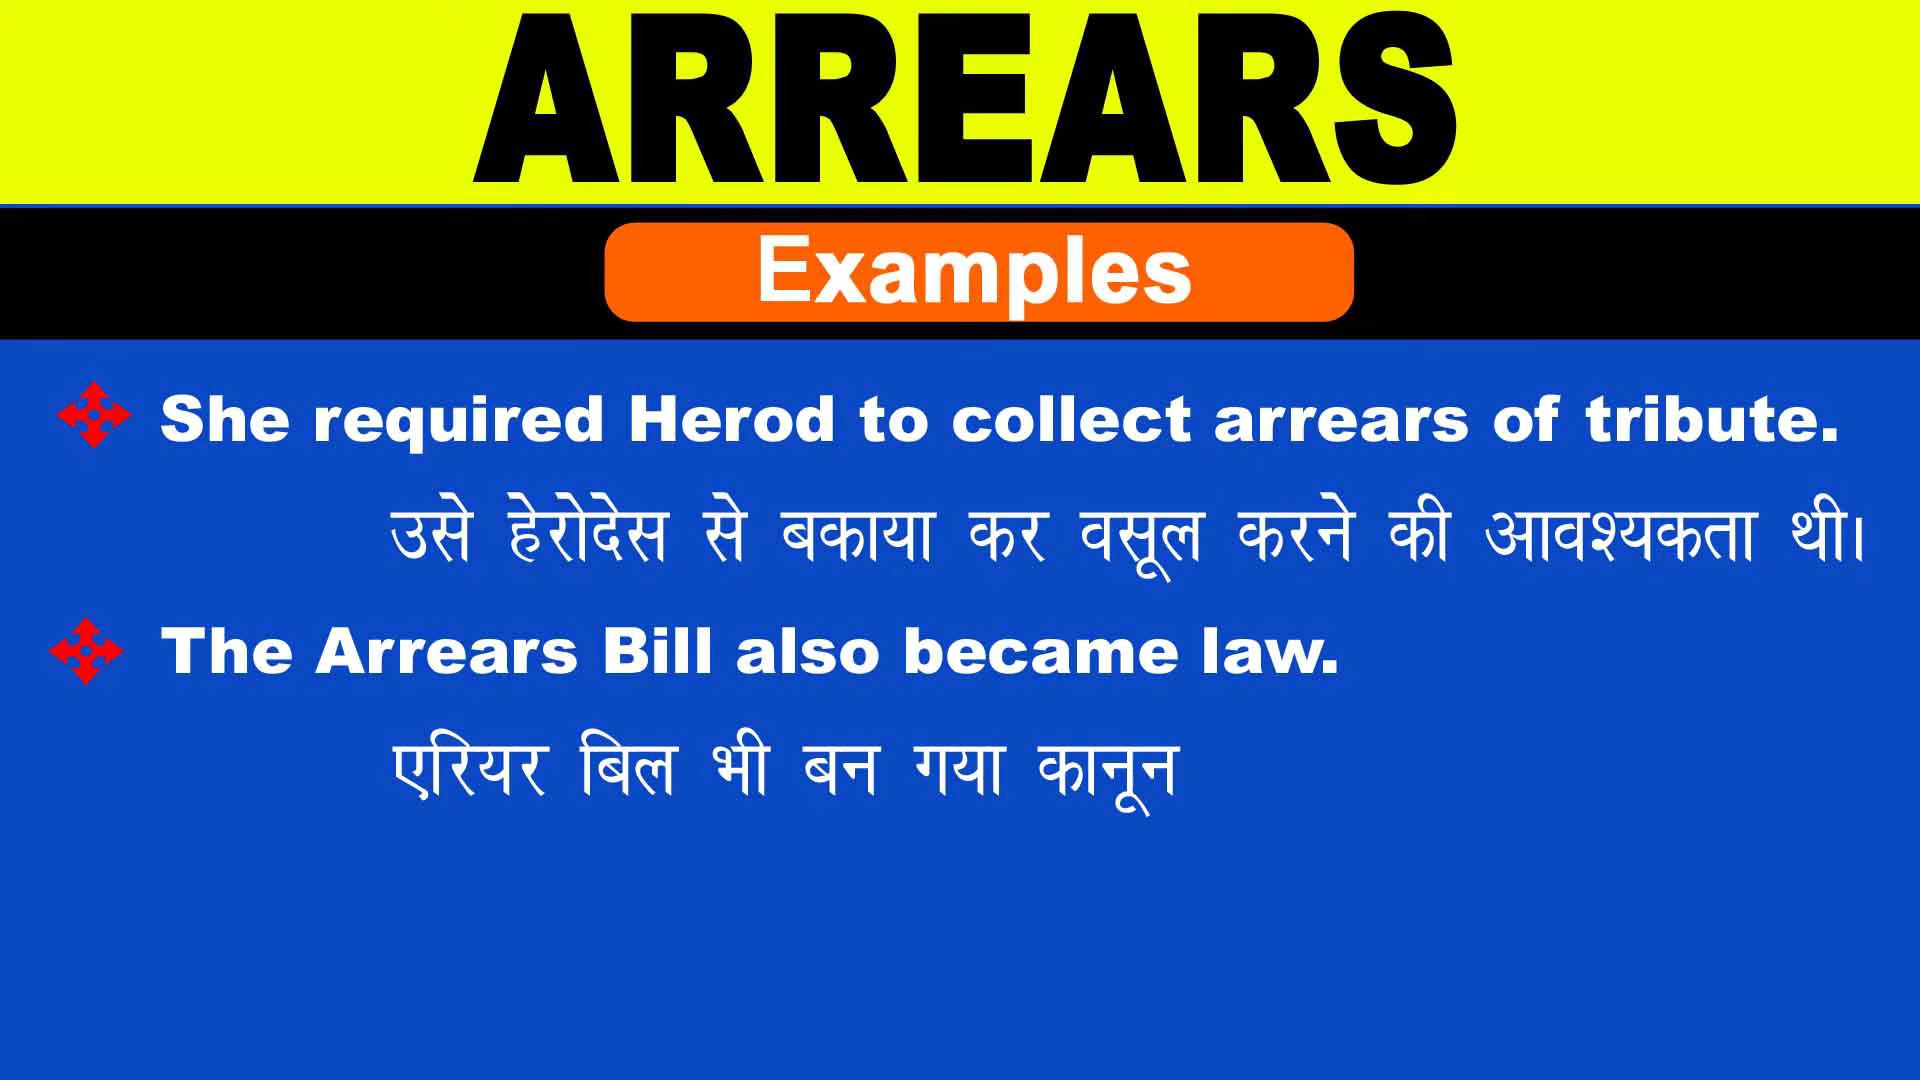 ARREARS
Examples
She required Herod to collect arrears of tribute.
उसे हेरोदेस से बकाया कर वसूल करने की आवश्यकता थी।
The Arrears Bill also became law.
एरियर बिल भी बन गया कानून